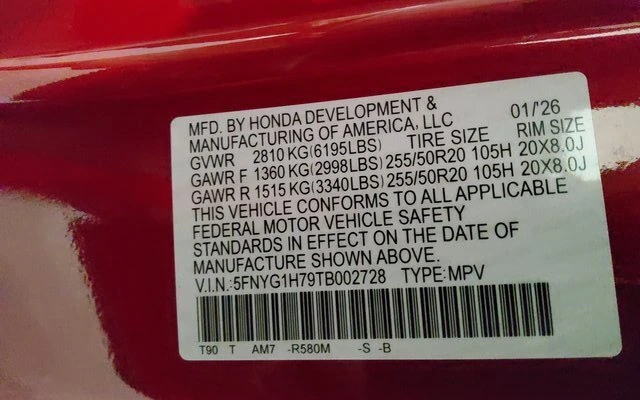 MFD. BY HONDA DEVELOPMENT & 01/'26
MANUFACTURING OF AMERICA, LLC
GVWR 2810 KG(6195LBS) TIRE SIZE RIM SIZE
GAWR F 1360 KG(2998LBS) 255/50R20 105H 20X8.0J
GAWR R 1515 KG(3340LBS) 255/50R20 105H 20X8.0J
THIS VEHICLE CONFORMS TO ALL APPLICABLE
FEDERAL MOTOR VEHICLE SAFETY
STANDARDS IN EFFECT ON THE DATE OF
MANUFACTURE SHOWN ABOVE.
V.I.N.:5FNYG1H79TB002728 TYPE:MPV
T90 T AM7 -R580M -S -B